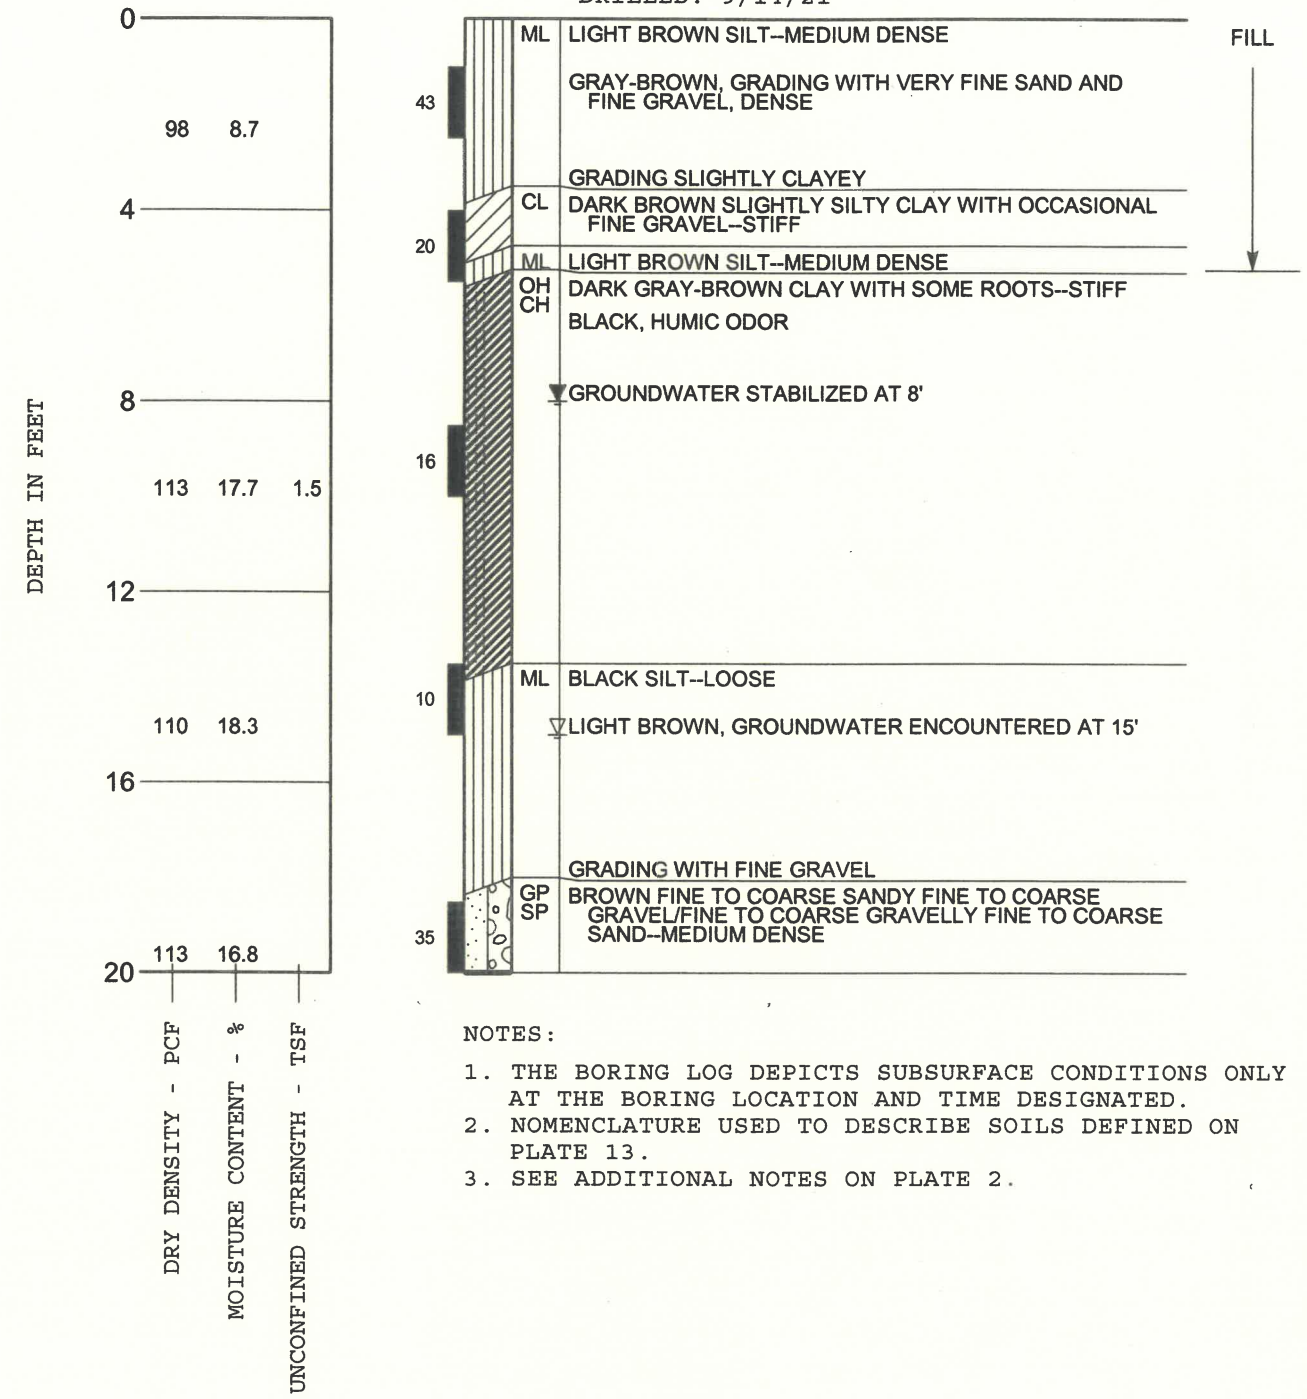 0
ML LIGHT BROWN SILT--MEDIUM DENSE
FILL
GRAY-BROWN, GRADING WITH VERY FINE SAND AND
FINE GRAVEL, DENSE
43
98 8.7
GRADING SLIGHTLY CLAYEY
4
CL DARK BROWN SLIGHTLY SILTY CLAY WITH OCCASIONAL
FINE GRAVEL--STIFF
20
ML LIGHT BROWN SILT--MEDIUM DENSE
OH DARK GRAY-BROWN CLAY WITH SOME ROOTS--STIFF
CH
BLACK, HUMIC ODOR
8
GROUNDWATER STABILIZED AT 8'
16
113 17.7 1.5
DEPTH IN FEET
12
ML BLACK SILT--LOOSE
10
110 18.3
LIGHT BROWN, GROUNDWATER ENCOUNTERED AT 15'
16
GRADING WITH FINE GRAVEL
GP BROWN FINE TO COARSE SANDY FINE TO COARSE
SP GRAVEL/FINE TO COARSE GRAVELLY FINE TO COARSE
SAND--MEDIUM DENSE
35
113 16.8
20
DRY DENSITY - PCF
MOISTURE CONTENT - %
UNCONFINED STRENGTH - TSF
NOTES:
1. THE BORING LOG DEPICTS SUBSURFACE CONDITIONS ONLY
AT THE BORING LOCATION AND TIME DESIGNATED.
2. NOMENCLATURE USED TO DESCRIBE SOILS DEFINED ON
PLATE 13.
3. SEE ADDITIONAL NOTES ON PLATE 2.